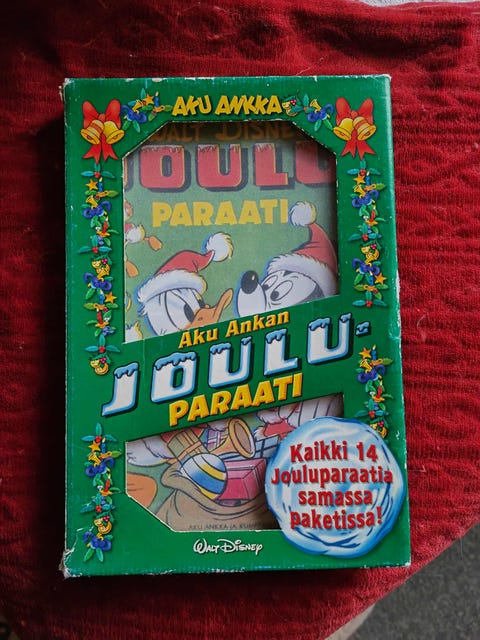 AKU ANKKA
WALT DISNEY
JOULU
PARAATI
Aku Ankan
JOULU-
PARAATI
Kaikki 14
Jouluparaatia
samassa
paketissa!
AKU ANKKA JA
WALT DISNEY